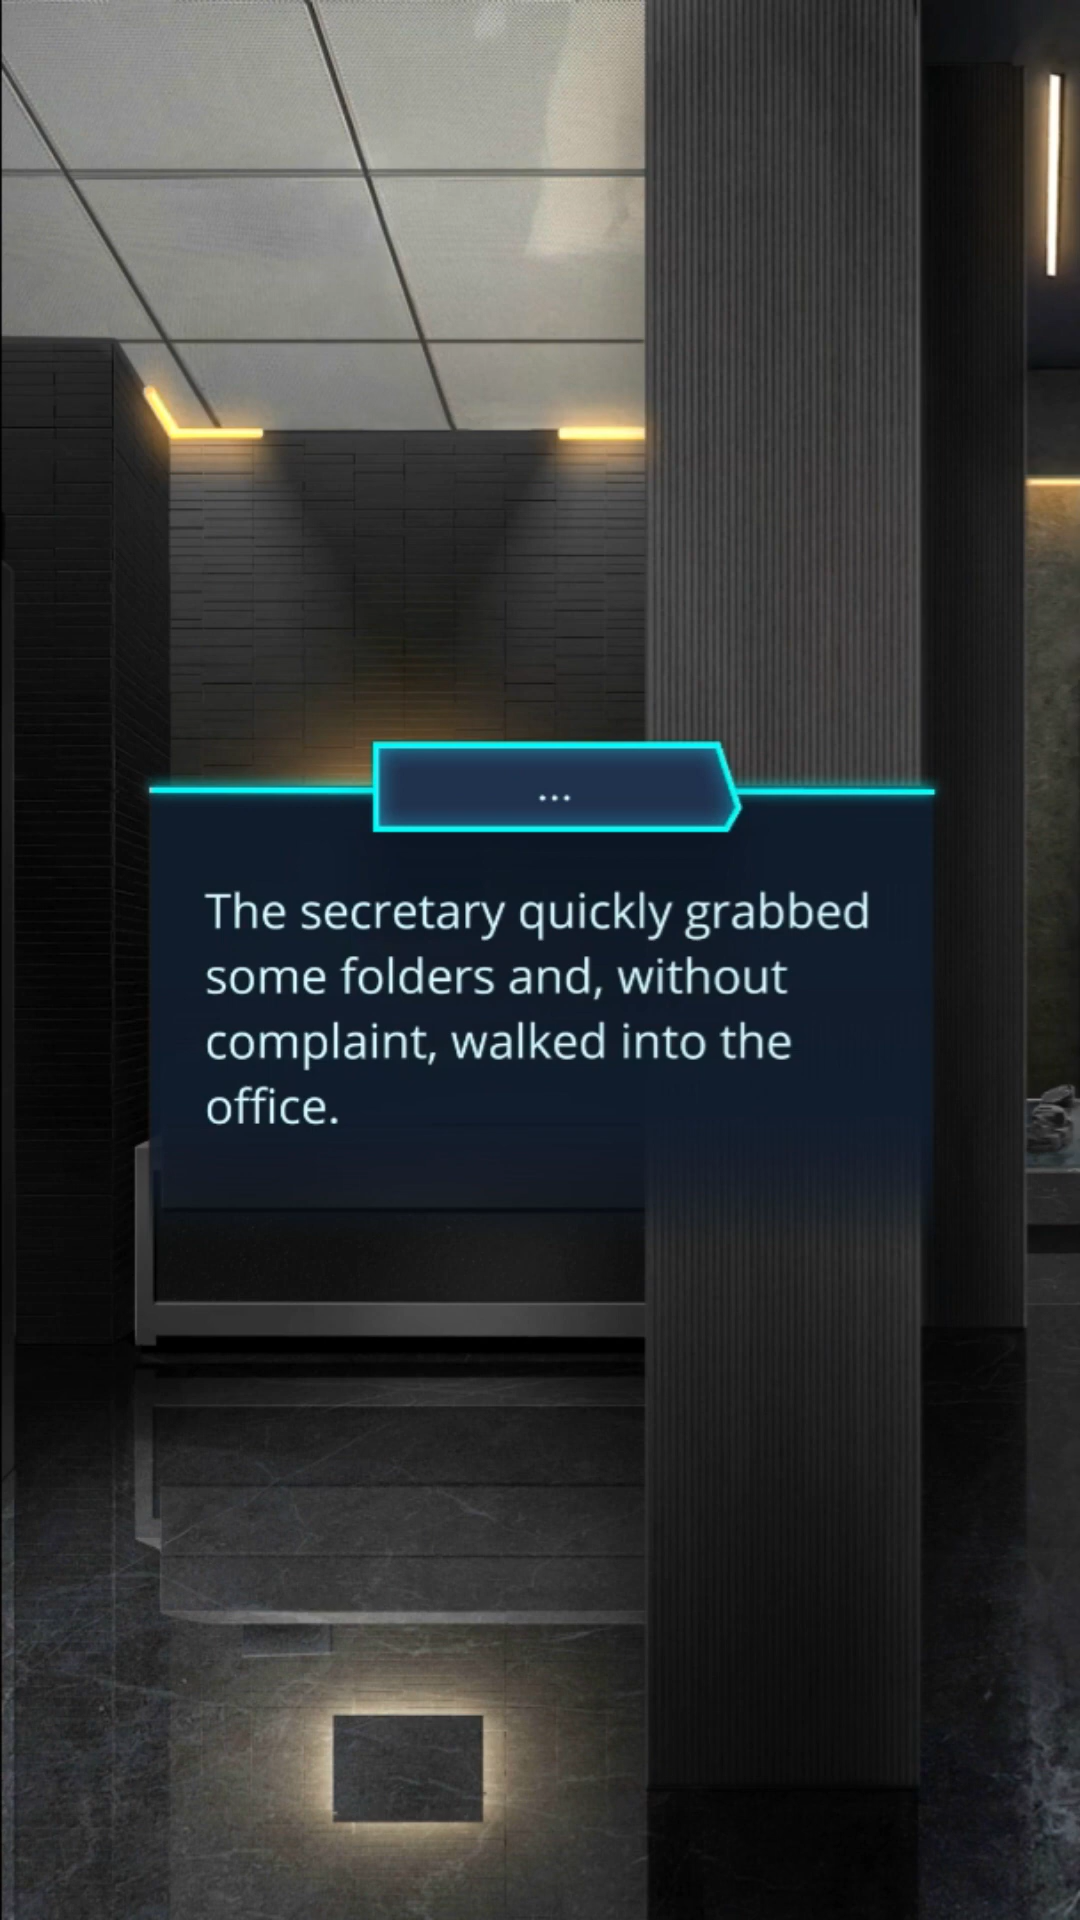 ...
The secretary quickly grabbed
some folders and, without
complaint, walked into the
office.